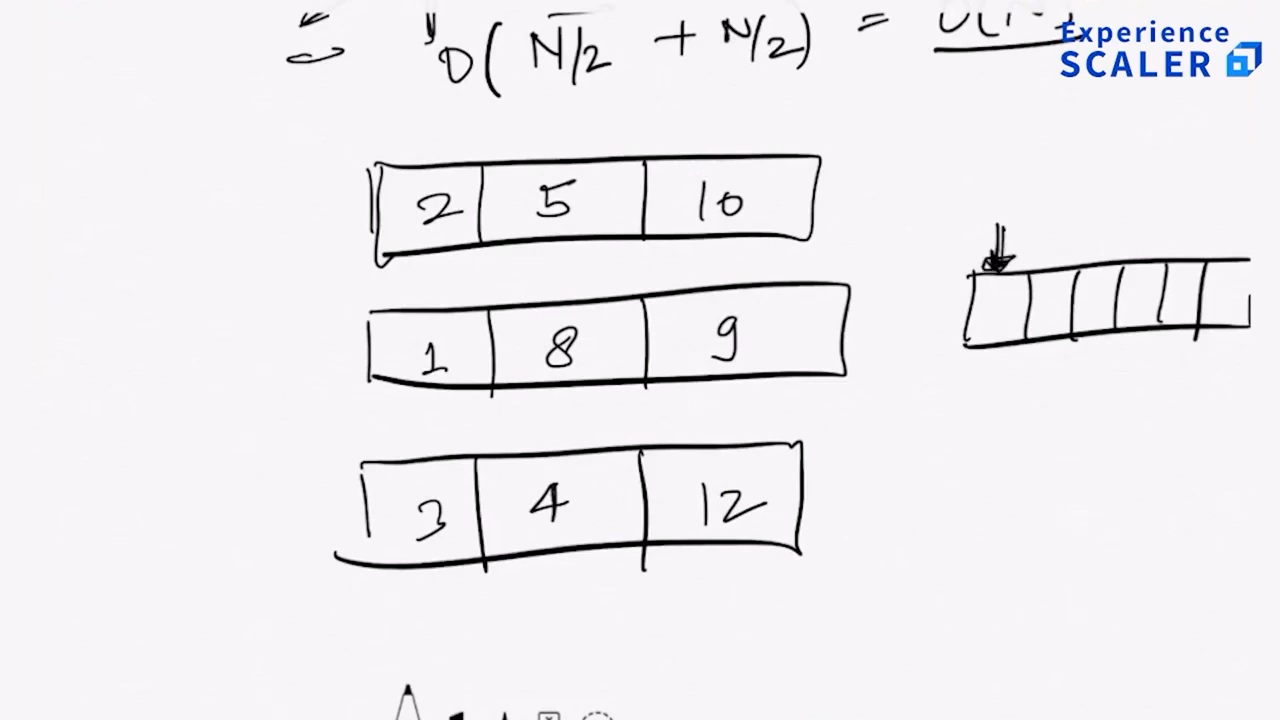 O( N/2 + N/2 ) =
Experience
SCALER
2 5 10
1 8 9
3 4 12